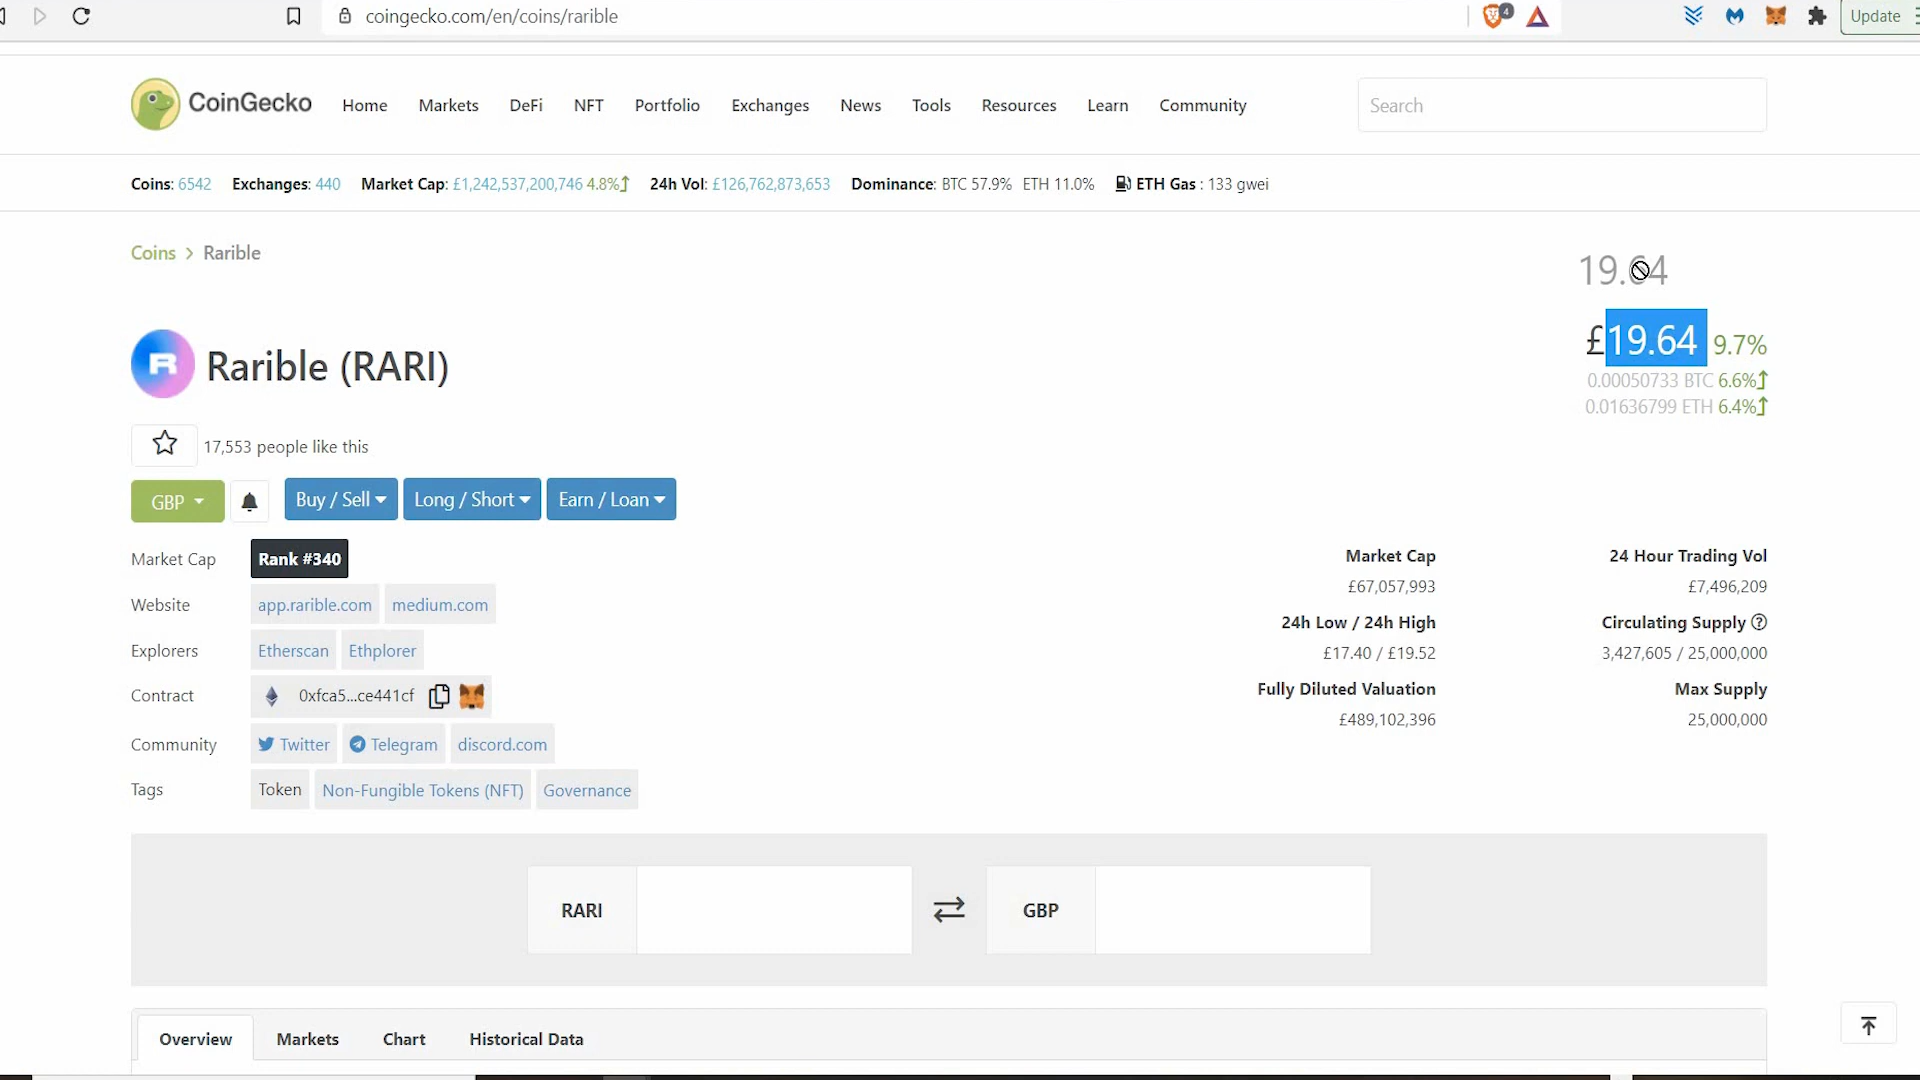 coingecko.com/en/coins/rarible
4
Update
CoinGecko
Home Markets DeFi NFT Portfolio Exchanges News Tools Resources Learn Community
Search
Coins: 6542 Exchanges: 440 Market Cap: £1,242,537,200,746 4.8% 24h Vol: £126,762,873,653 Dominance: BTC 57.9% ETH 11.0% ETH Gas : 133 gwei
Coins > Rarible
19.64
£19.64 9.7%
0.00050733 BTC 6.6%
0.01636799 ETH 6.4%
R
Rarible (RARI)
17,553 people like this
GBP
Buy / Sell
Long / Short
Earn / Loan
Market Cap Rank #340
Website app.rarible.com medium.com
Explorers Etherscan Ethplorer
Contract 0xfca5...ce441cf
Community Twitter Telegram discord.com
Tags Token Non-Fungible Tokens (NFT) Governance
Market Cap
£67,057,993
24h Low / 24h High
£17.40 / £19.52
Fully Diluted Valuation
£489,102,396
24 Hour Trading Vol
£7,496,209
Circulating Supply ?
3,427,605 / 25,000,000
Max Supply
25,000,000
RARI
GBP
Overview Markets Chart Historical Data